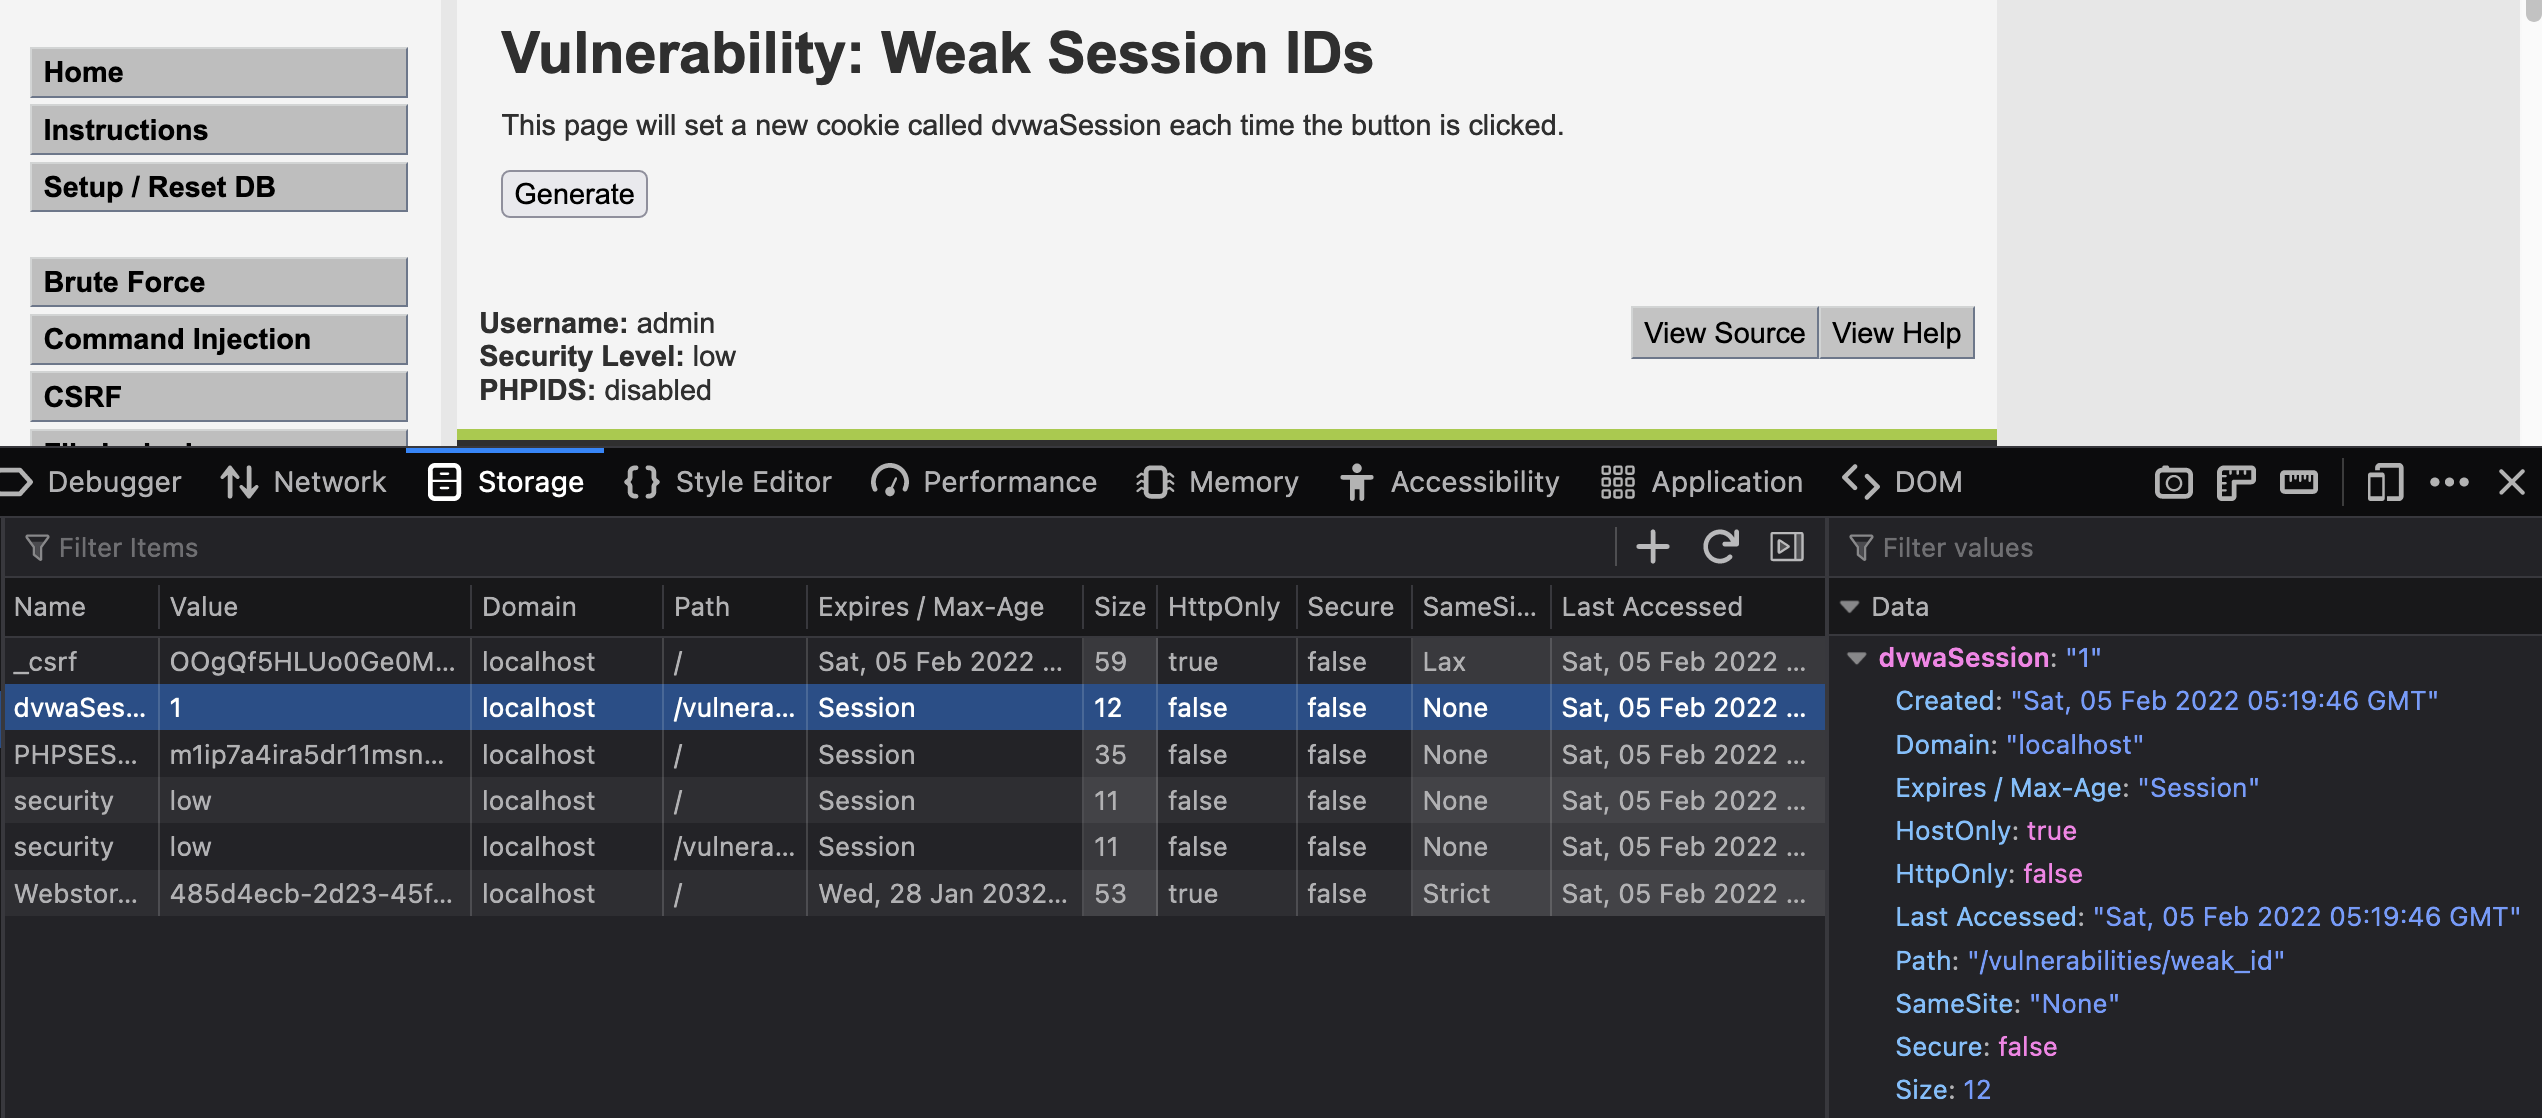 Home
Instructions
Setup / Reset DB
Brute Force
Command Injection
CSRF
Vulnerability: Weak Session IDs
This page will set a new cookie called dvwaSession each time the button is clicked.
Generate
Username: admin
Security Level: low
PHPIDS: disabled
View Source View Help
Debugger Network Storage Style Editor Performance Memory Accessibility Application DOM
Filter Items
Name Value Domain Path Expires / Max-Age Size HttpOnly Secure SameSi... Last Accessed
_csrf OOgQf5HLUo0Ge0M... localhost / Sat, 05 Feb 2022 ... 59 true false Lax Sat, 05 Feb 2022 ...
dvwaSes... 1 localhost /vulnera... Session 12 false false None Sat, 05 Feb 2022 ...
PHPSES... m1ip7a4ira5dr11msn... localhost / Session 35 false false None Sat, 05 Feb 2022 ...
security low localhost / Session 11 false false None Sat, 05 Feb 2022 ...
security low localhost /vulnera... Session 11 false false None Sat, 05 Feb 2022 ...
Webstor... 485d4ecb-2d23-45f... localhost / Wed, 28 Jan 2032... 53 true false Strict Sat, 05 Feb 2022 ...
Filter values
Data
dvwaSession: "1"
Created: "Sat, 05 Feb 2022 05:19:46 GMT"
Domain: "localhost"
Expires / Max-Age: "Session"
HostOnly: true
HttpOnly: false
Last Accessed: "Sat, 05 Feb 2022 05:19:46 GMT"
Path: "/vulnerabilities/weak_id"
SameSite: "None"
Secure: false
Size: 12